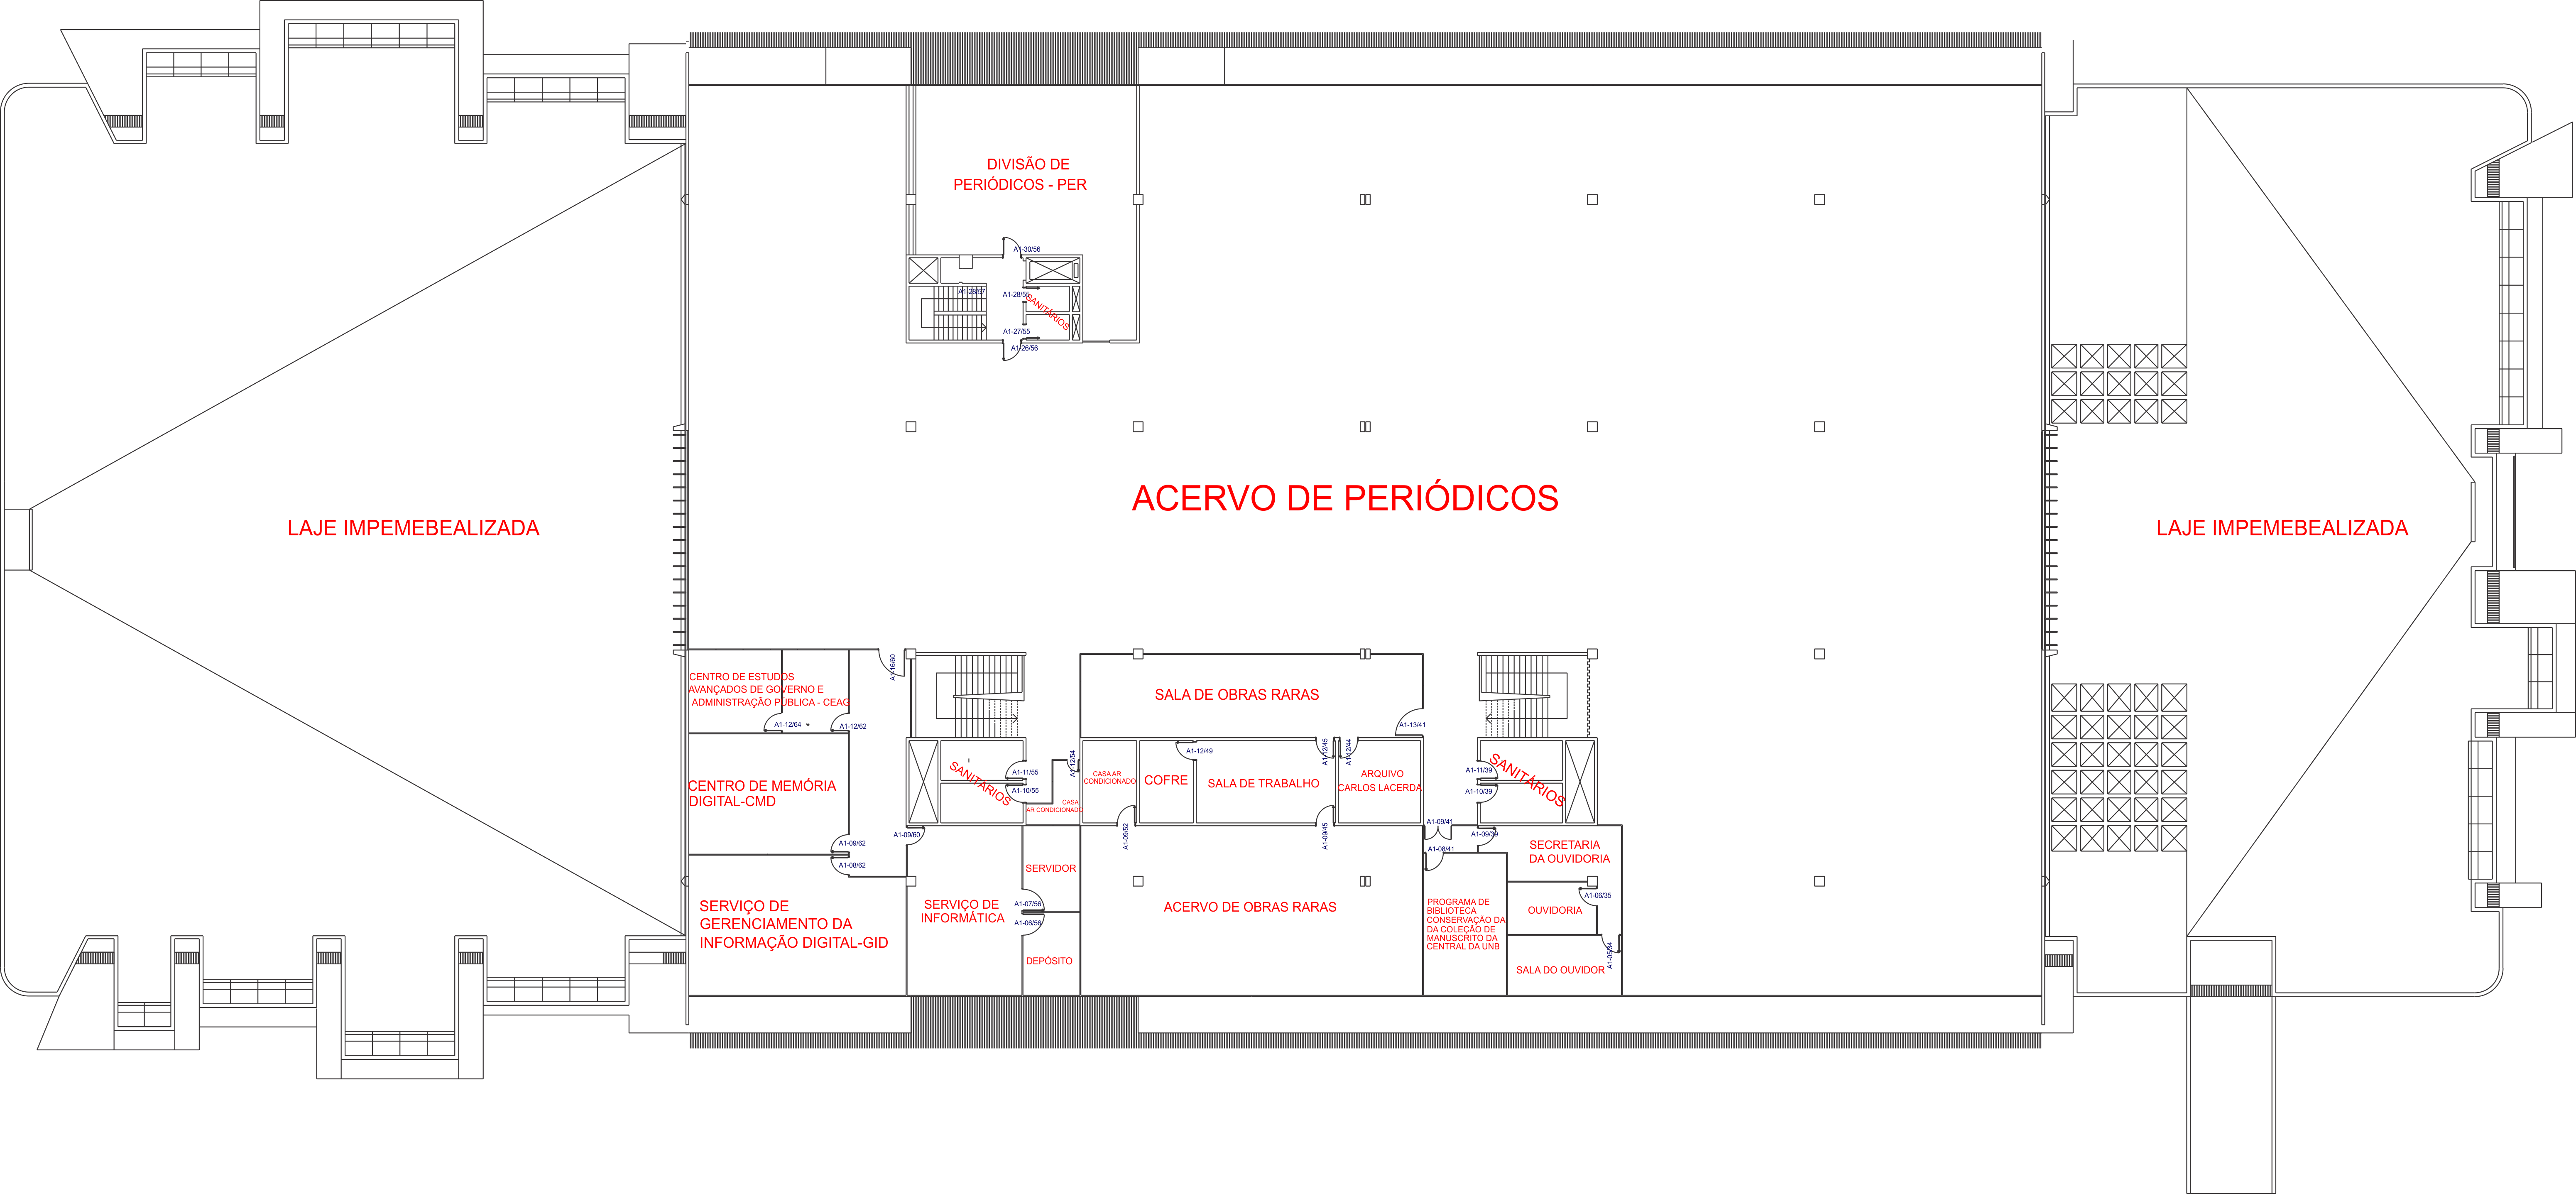 DIVISÃO DE
PERIÓDICOS - PER
A1-30/56
A1-28/57
A1-28/55
SANITÁRIOS
A1-27/55
A1-26/56
ACERVO DE PERIÓDICOS
LAJE IMPEMEBEALIZADA
LAJE IMPEMEBEALIZADA
A1-16/60
CENTRO DE ESTUDOS
AVANÇADOS DE GOVERNO E
ADMINISTRAÇÃO PÚBLICA - CEAG
A1-12/64
A1-12/62
SALA DE OBRAS RARAS
A1-13/41
A1-12/54
A1-12/49
A1-12/45
A1-12/44
CENTRO DE MEMÓRIA
DIGITAL-CMD
SANITÁRIOS
A1-11/55
A1-10/55
CASA
AR CONDICIONADO
CASA AR
CONDICIONADO
COFRE
SALA DE TRABALHO
ARQUIVO
CARLOS LACERDA
A1-11/39
A1-10/39
SANITÁRIOS
A1-09/62
A1-08/62
A1-09/60
A1-09/52
A1-09/45
A1-09/41
A1-09/39
A1-08/41
SECRETARIA
DA OUVIDORIA
SERVIDOR
A1-07/56
A1-06/56
DEPÓSITO
SERVIÇO DE
GERENCIAMENTO DA
INFORMAÇÃO DIGITAL-GID
SERVIÇO DE
INFORMÁTICA
ACERVO DE OBRAS RARAS
PROGRAMA DE
BIBLIOTECA
CONSERVAÇÃO DA
DA COLEÇÃO DE
MANUSCRITO DA
CENTRAL DA UNB
A1-06/35
OUVIDORIA
A1-05/34
SALA DO OUVIDOR